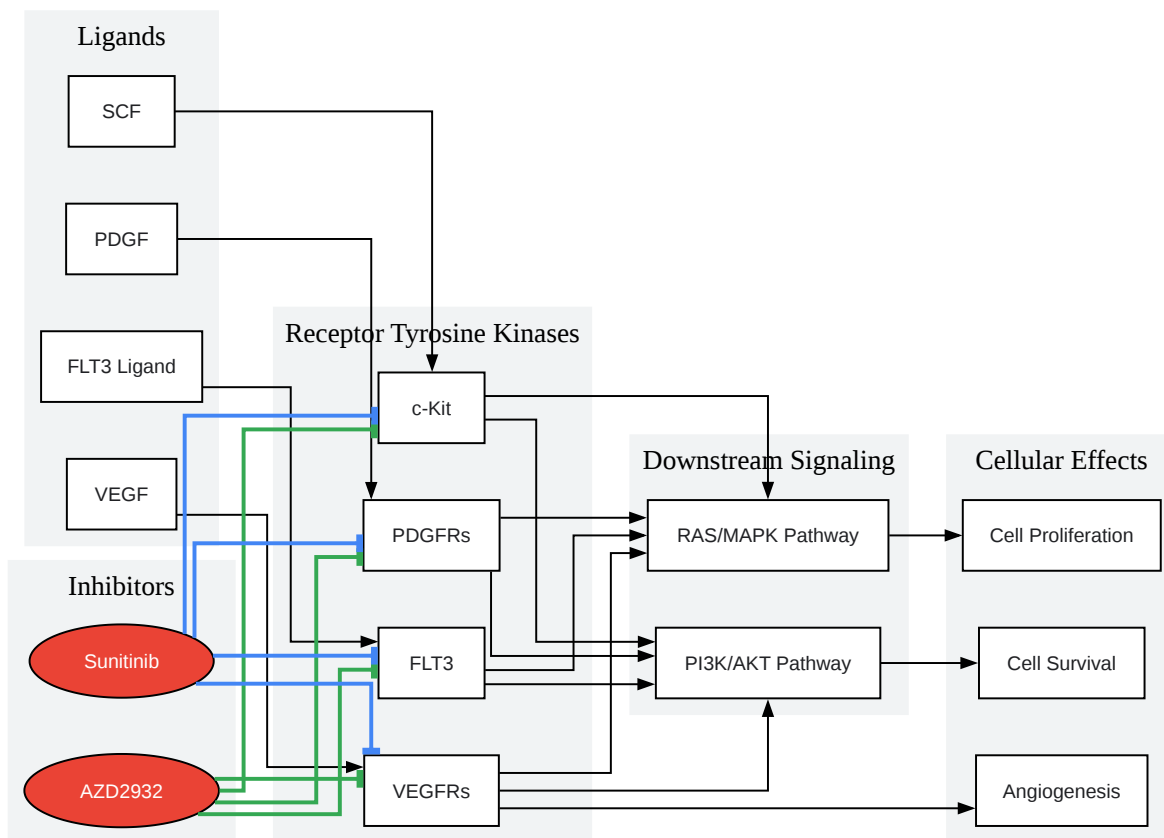 Ligands
SCF
PDGF
FLT3 Ligand
VEGF
Inhibitors
Sunitinib
AZD2932
Receptor Tyrosine Kinases
c-Kit
PDGFRs
FLT3
VEGFRs
Downstream Signaling
RAS/MAPK Pathway
PI3K/AKT Pathway
Cellular Effects
Cell Proliferation
Cell Survival
Angiogenesis